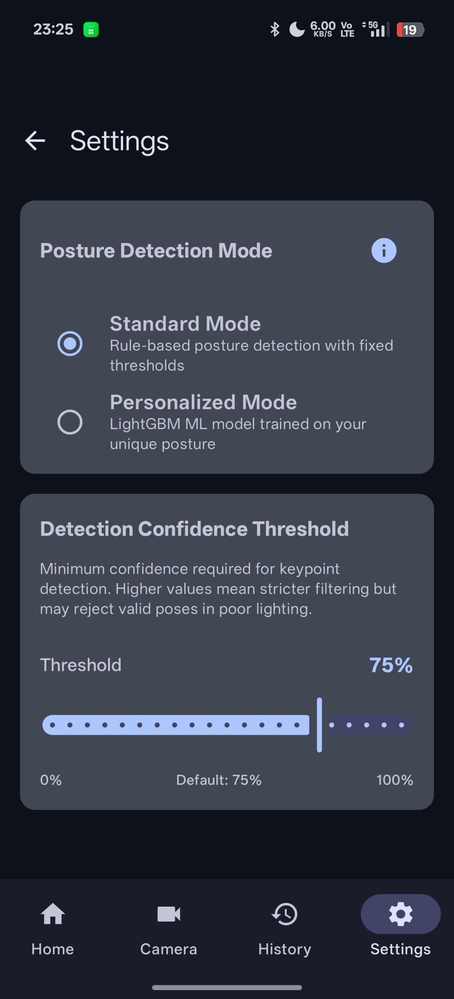 23:25
6.00
KB/S
Vo
LTE
5G
19
Settings
Posture Detection Mode
Standard Mode
Rule-based posture detection with fixed
thresholds
Personalized Mode
LightGBM ML model trained on your
unique posture
Detection Confidence Threshold
Minimum confidence required for keypoint
detection. Higher values mean stricter filtering but
may reject valid poses in poor lighting.
Threshold 75%
0% Default: 75% 100%
Home Camera History Settings